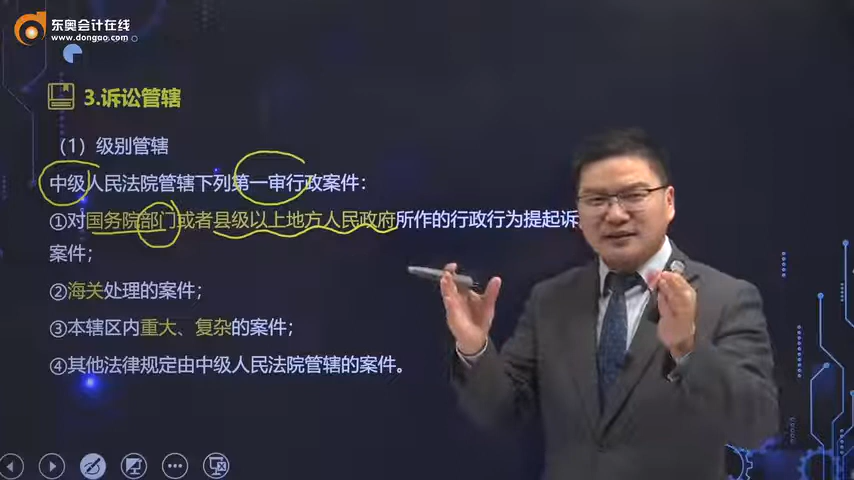 东奥会计在线
www.dongao.com
3.诉讼管辖
（1）级别管辖
中级人民法院管辖下列第一审行政案件：
①对国务院部门或者县级以上地方人民政府所作的行政行为提起诉
案件；
②海关处理的案件；
③本辖区内重大、复杂的案件；
④其他法律规定由中级人民法院管辖的案件。